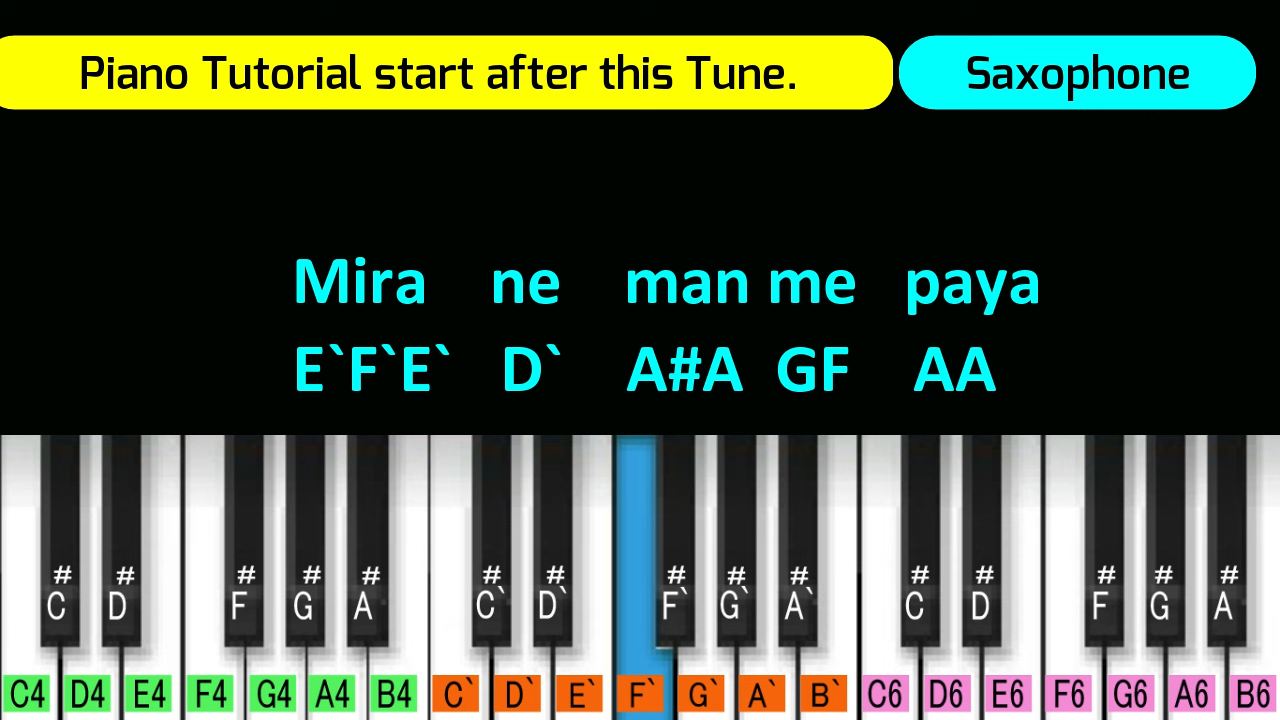 Piano Tutorial start after this Tune. Saxophone
Mira ne man me paya
E`F`E` D` A#A GF AA
# # # # # # # # # # # # # # #
C D F G A C` D` F` G` A` C D F G A
C4 D4 E4 F4 G4 A4 B4 C` D` E` F` G` A` B` C6 D6 E6 F6 G6 A6 B6